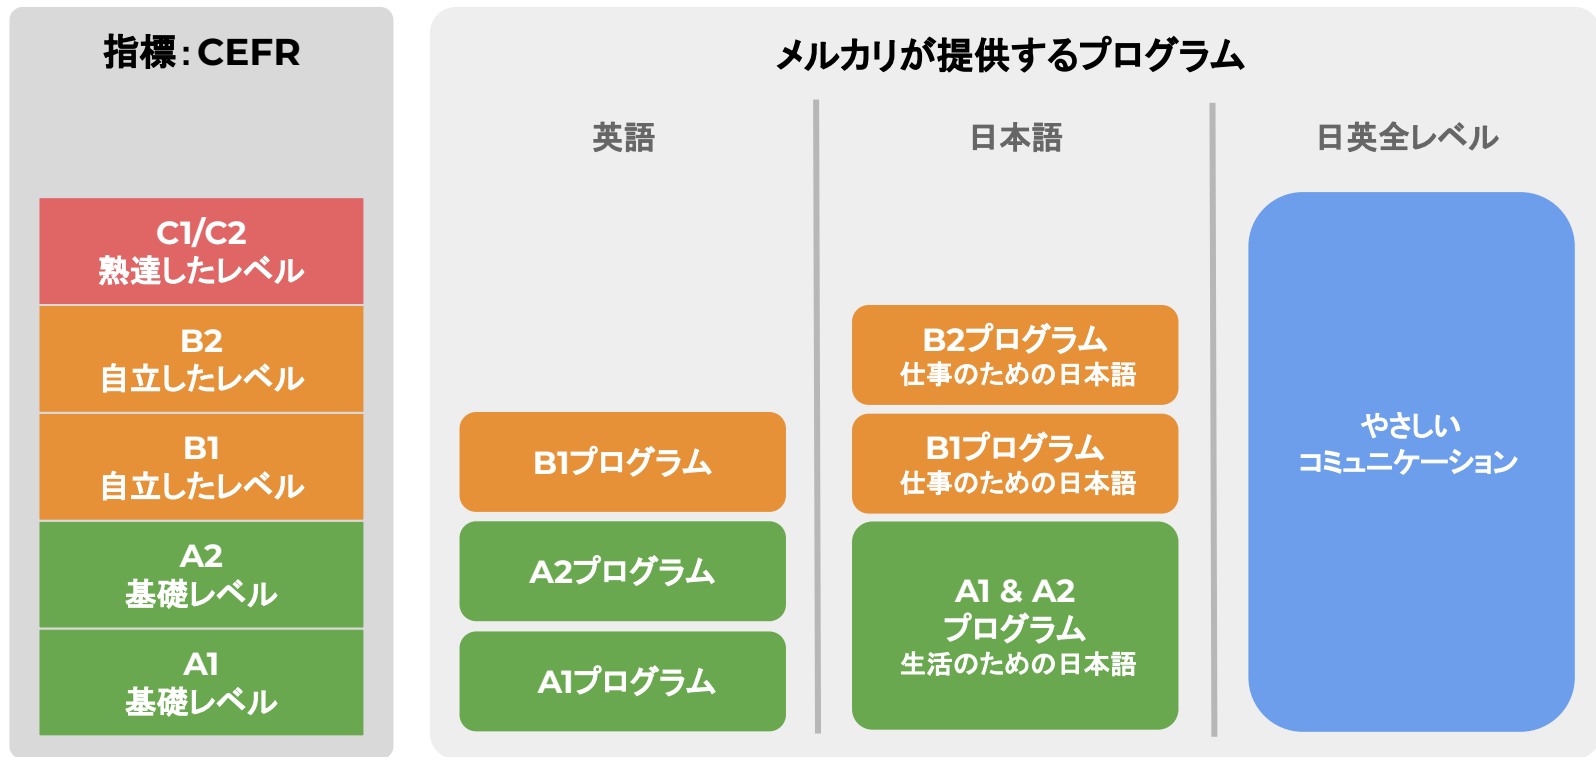 指標：CEFR
C1/C2
熟達したレベル
B2
自立したレベル
B1
自立したレベル
A2
基礎レベル
A1
基礎レベル
メルカリが提供するプログラム
英語
B1プログラム
A2プログラム
A1プログラム
日本語
B2プログラム
仕事のための日本語
B1プログラム
仕事のための日本語
A1 & A2
プログラム
生活のための日本語
日英全レベル
やさしい
コミュニケーション